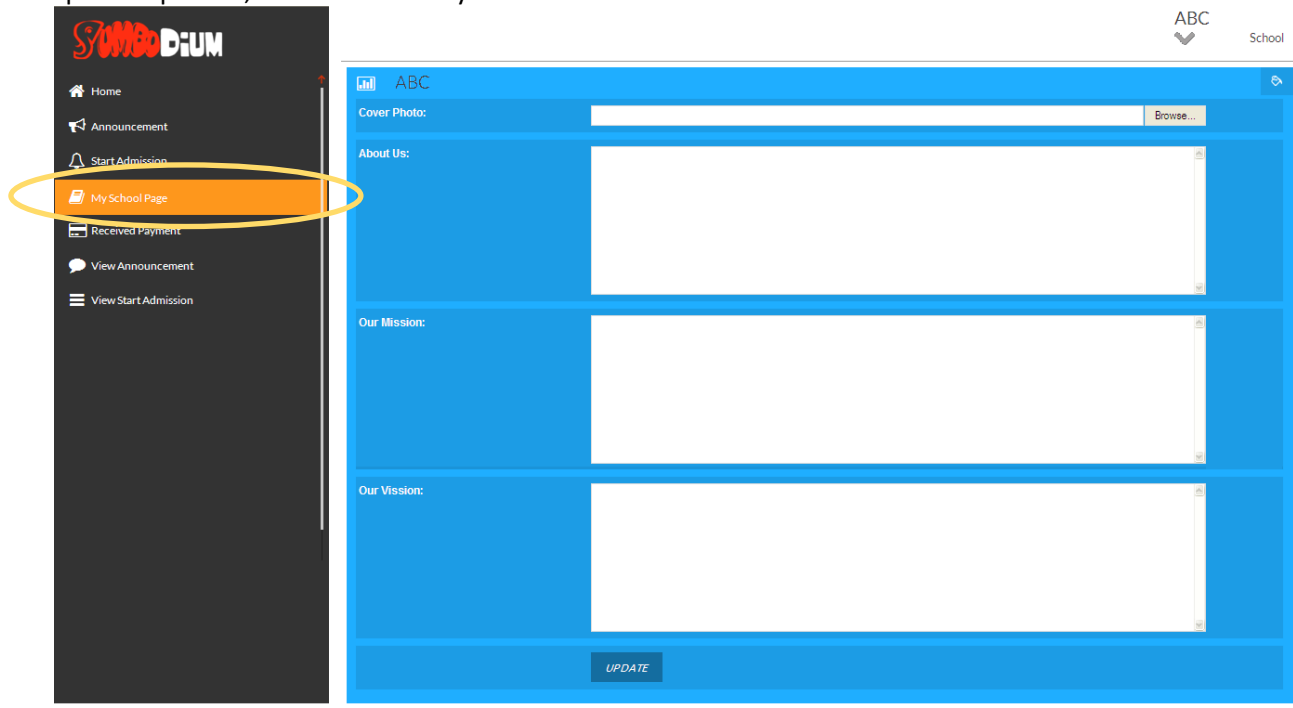 SYMBODiUM
ABC
School
Home
Announcement
Start Admission
My School Page
Received Payment
View Announcement
View Start Admission
ABC
Cover Photo:
Browse...
About Us:
Our Mission:
Our Vission:
UPDATE